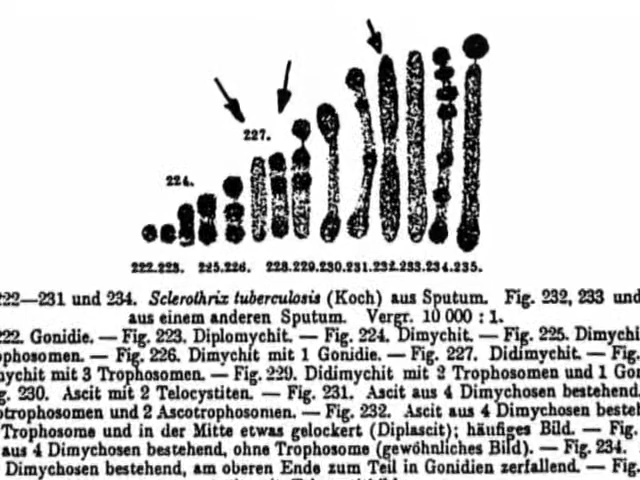 227.
224.
222.223. 225.226. 228.229.230.231.232.233.234.235.
222—231 und 234. Sclerothrix tuberculosis (Koch) aus Sputum. Fig. 232, 233 und
aus einem anderen Sputum. Vergr. 10 000 : 1.
222. Gonidie. — Fig. 223. Diplomychit. — Fig. 224. Dimychit. — Fig. 225. Dimychi
ophosomen. — Fig. 226. Dimychit mit 1 Gonidie. — Fig. 227. Didimychit. — Fig.
mychit mit 3 Trophosomen. — Fig. 229. Didimychit mit 2 Trophosomen und 1 Gon
g. 230. Ascit mit 2 Telocystiten. — Fig. 231. Ascit aus 4 Dimychosen bestehend,
otrophosomen und 2 Ascotrophosomen. — Fig. 232. Ascit aus 4 Dimychosen beste
Trophosome und in der Mitte etwas gelockert (Diplascit); häufiges Bild. — Fig.
aus 4 Dimychosen bestehend, ohne Trophosome (gewöhnliches Bild). — Fig. 234.
Dimychosen bestehend, am oberen Ende zum Teil in Gonidien zerfallend. — Fig.